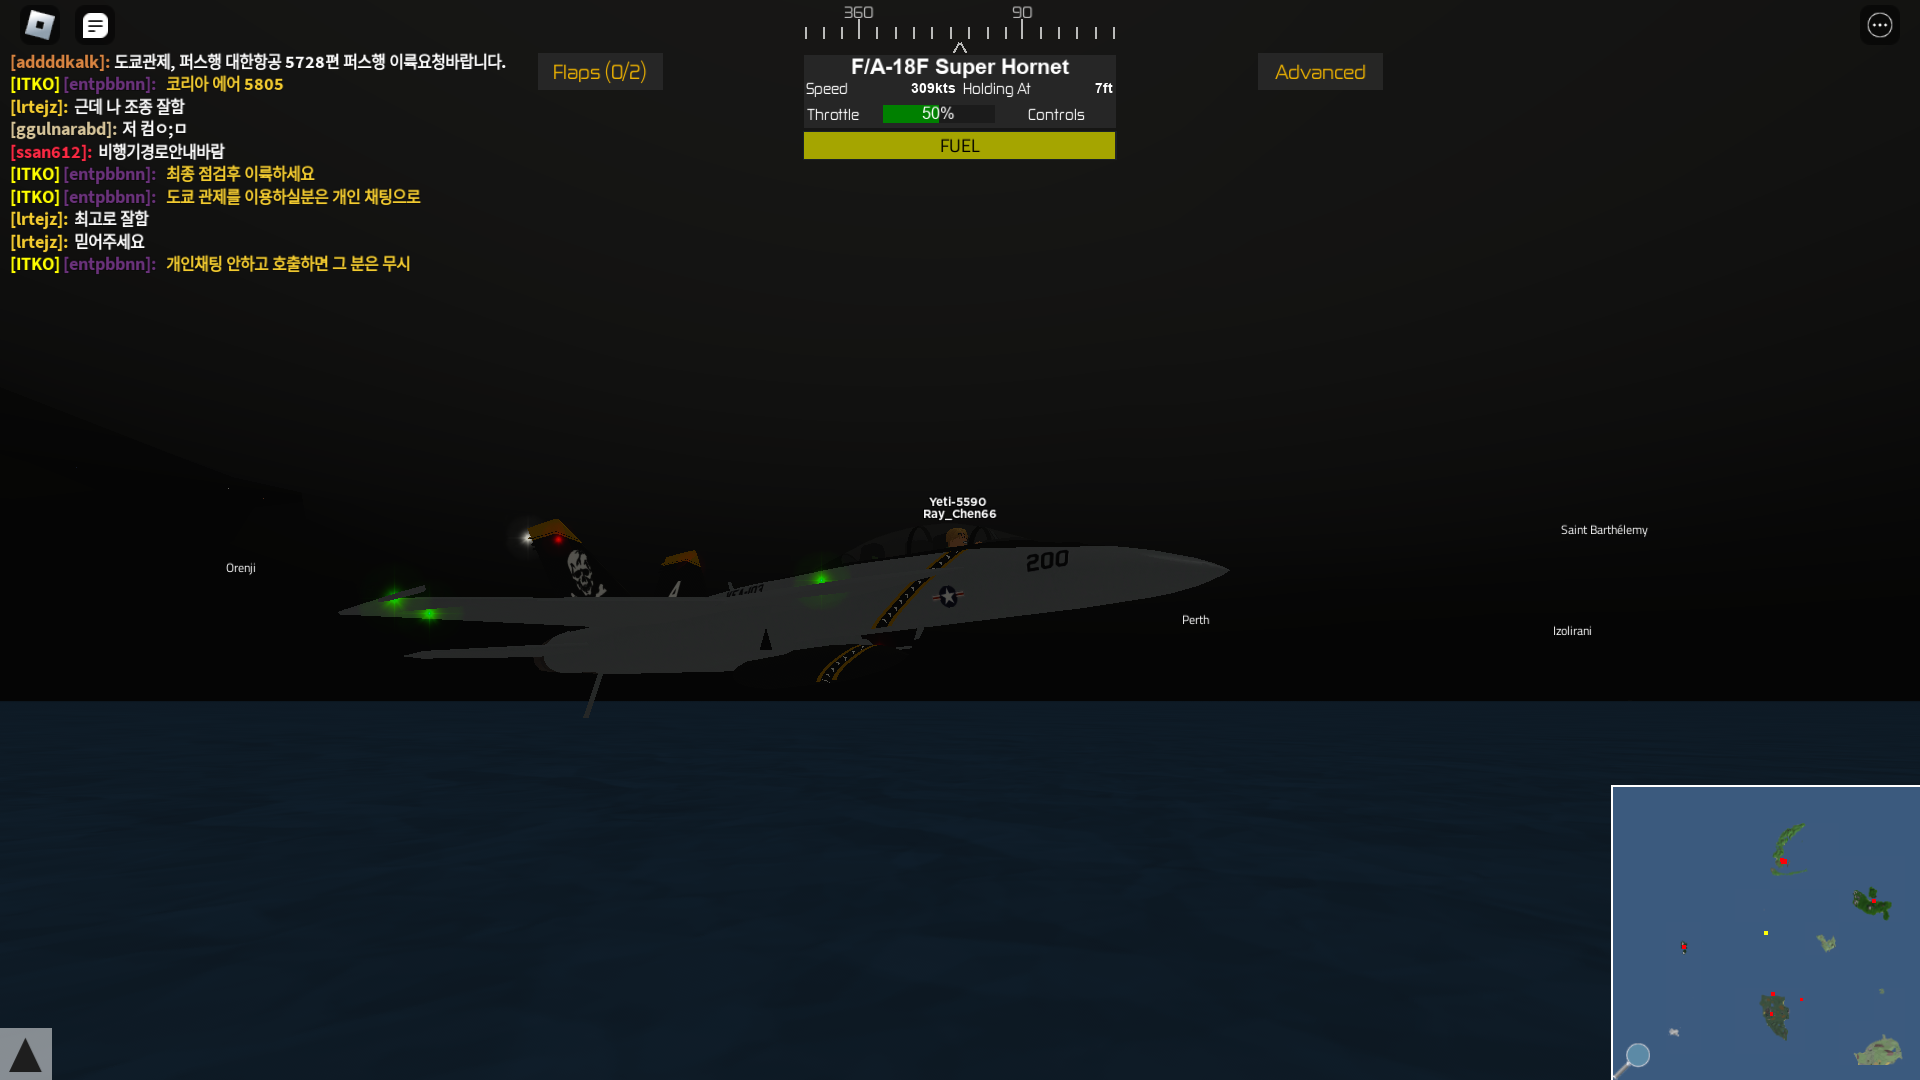 360 90
[addddkalk]: 도쿄관제, 퍼스행 대한항공 5728편 퍼스행 이륙요청바랍니다.
[ITKO] [entpbbnn]: 코리아 에어 5805
[lrtejz]: 근데 나 조종 잘함
[ggulnarabd]: 저 컴ㅇ;ㅁ
[ssan612]: 비행기경로안내바람
[ITKO] [entpbbnn]: 최종 점검후 이륙하세요
[ITKO] [entpbbnn]: 도쿄 관제를 이용하실분은 개인 채팅으로
[lrtejz]: 최고로 잘함
[lrtejz]: 믿어주세요
[ITKO] [entpbbnn]: 개인채팅 안하고 호출하면 그 분은 무시
Flaps (0/2)
F/A-18F Super Hornet
Speed 309kts Holding At 7ft
Throttle 50% Controls
FUEL
Advanced
Yeti-5590
Ray_Chen66
Saint Barthélemy
Orenji
200
Perth
Izolirani